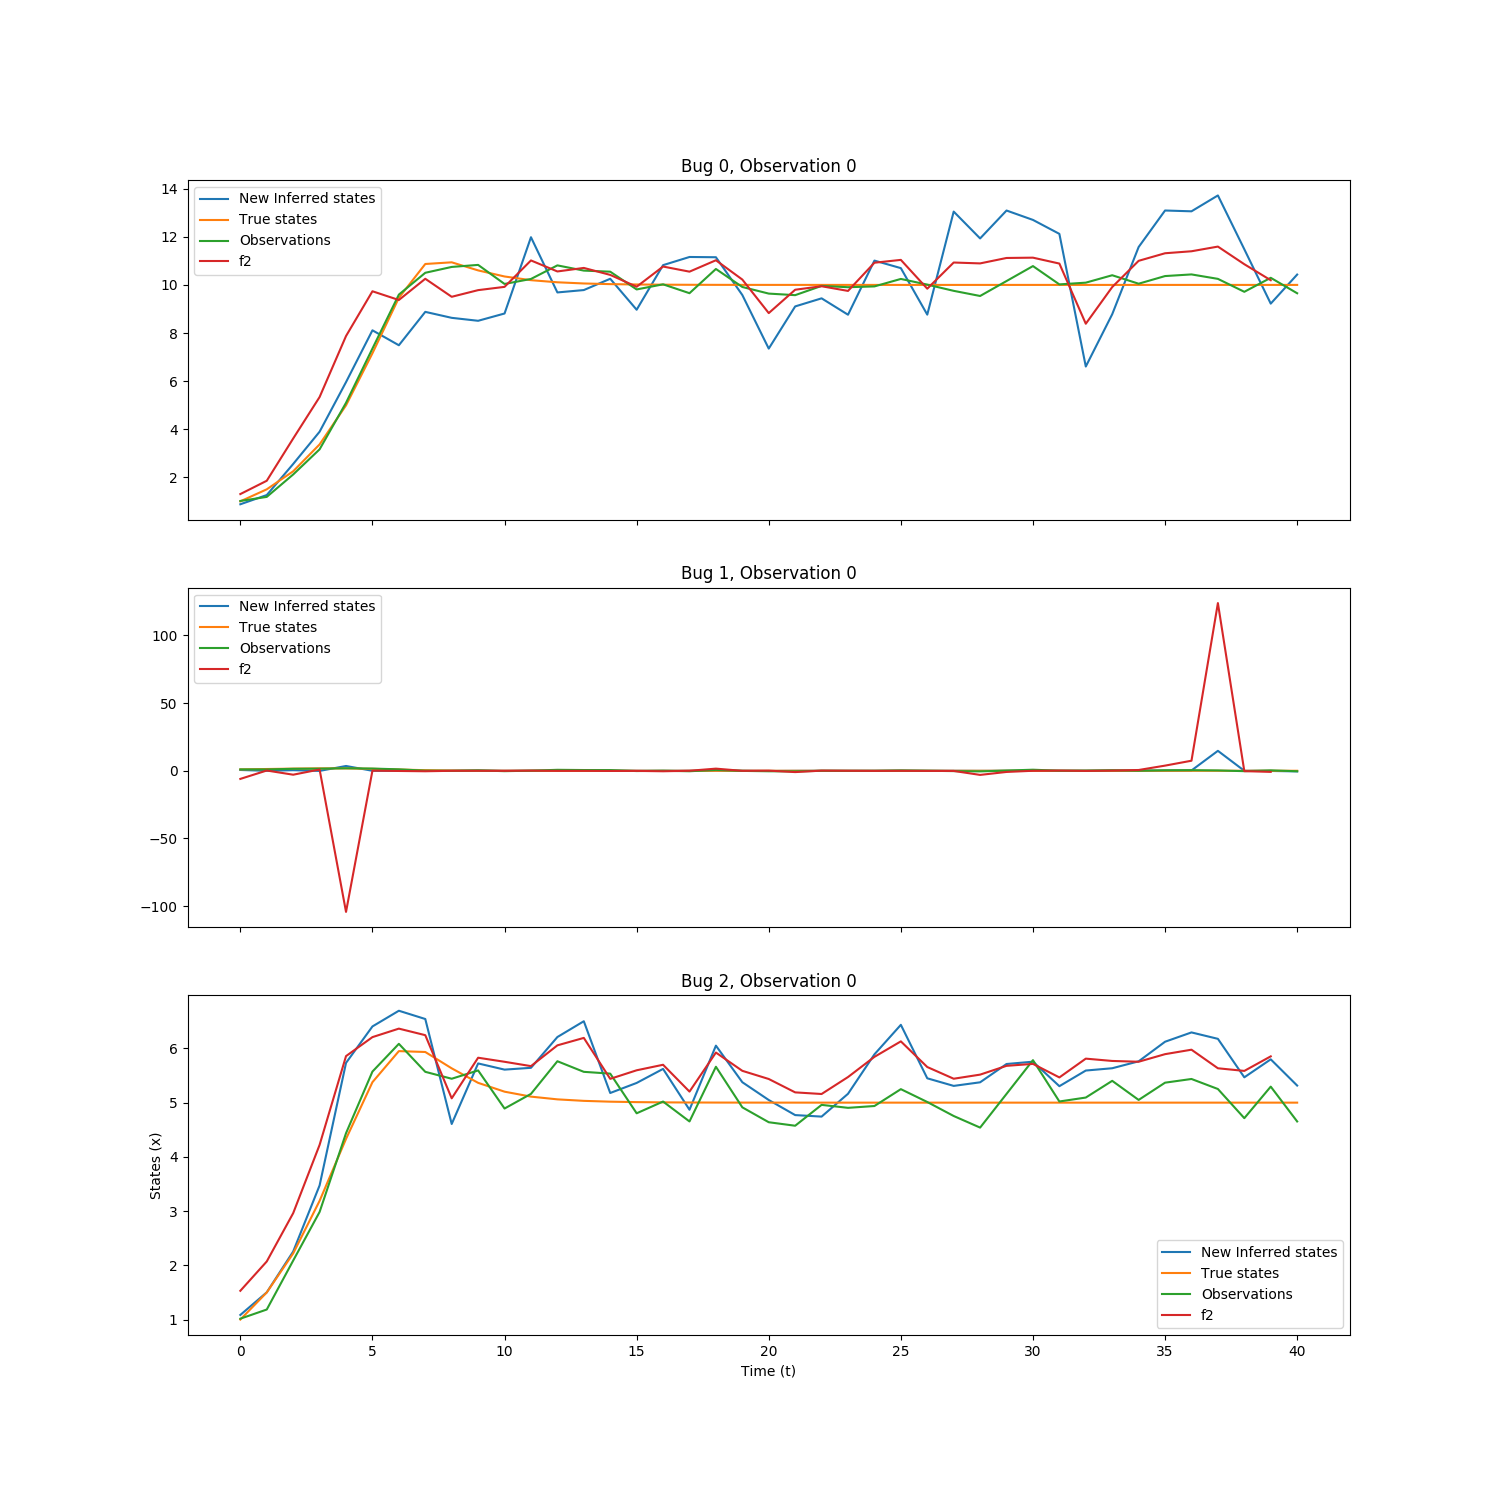 Bug 0, Observation 0
14
12
10
8
6
4
2
New Inferred states
True states
Observations
f2
Bug 1, Observation 0
100
50
0
−50
−100
New Inferred states
True states
Observations
f2
Bug 2, Observation 0
6
5
4
3
2
1
States (x)
New Inferred states
True states
Observations
f2
0 5 10 15 20 25 30 35 40
Time (t)